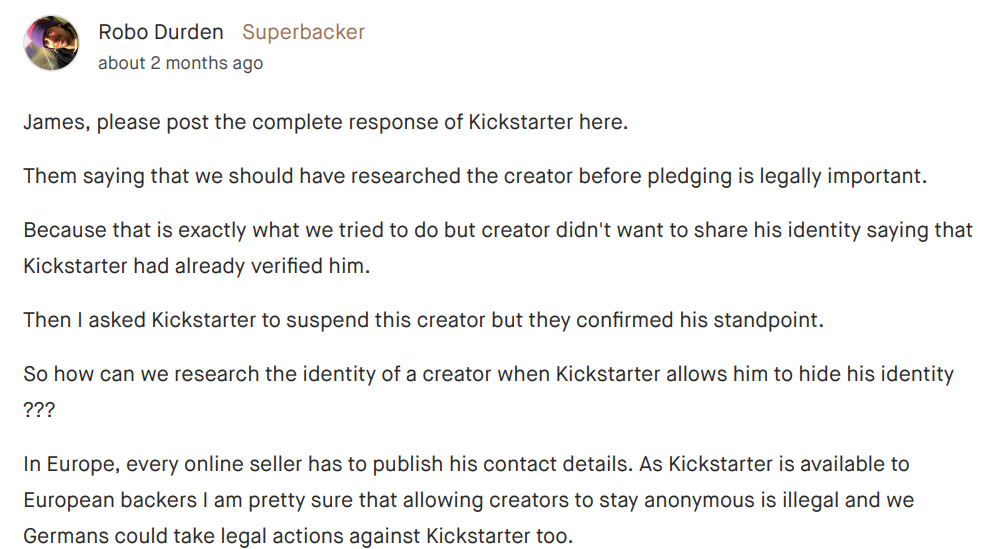 Robo Durden Superbacker
about 2 months ago
James, please post the complete response of Kickstarter here.
Them saying that we should have researched the creator before pledging is legally important.
Because that is exactly what we tried to do but creator didn't want to share his identity saying that
Kickstarter had already verified him.
Then I asked Kickstarter to suspend this creator but they confirmed his standpoint.
So how can we research the identity of a creator when Kickstarter allows him to hide his identity
???
In Europe, every online seller has to publish his contact details. As Kickstarter is available to
European backers I am pretty sure that allowing creators to stay anonymous is illegal and we
Germans could take legal actions against Kickstarter too.